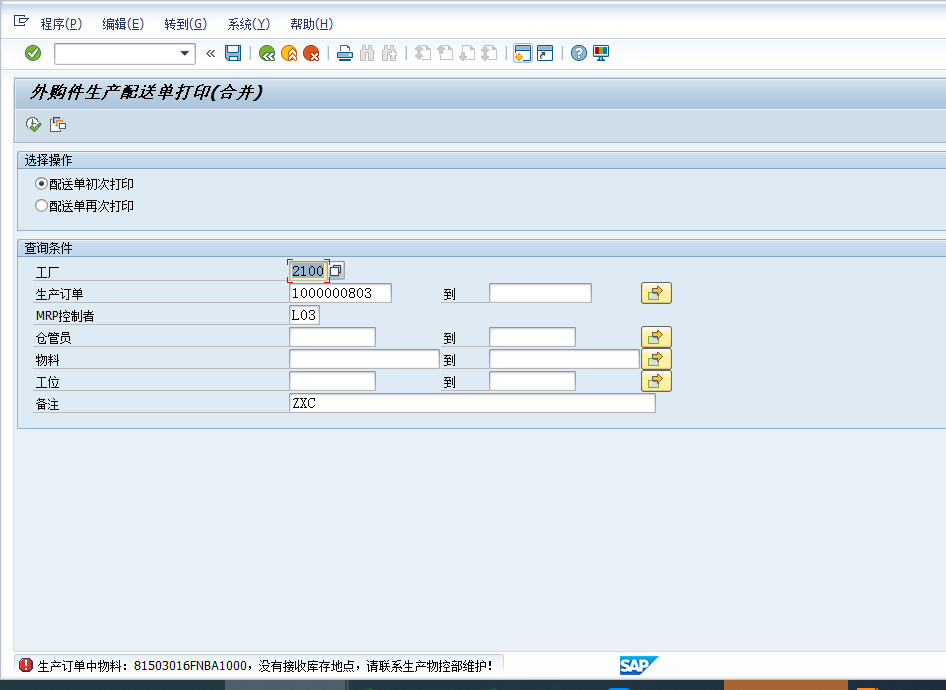 程序(P) 编辑(E) 转到(G) 系统(Y) 帮助(H)
外购件生产配送单打印(合并)
选择操作
配送单初次打印
配送单再次打印
查询条件
工厂 2100
生产订单 1000000803 到
MRP控制者 L03
仓管员 到
物料 到
工位 到
备注 ZXC
生产订单中物料：81503016FNBA1000，没有接收库存地点，请联系生产物控部维护！
SAP